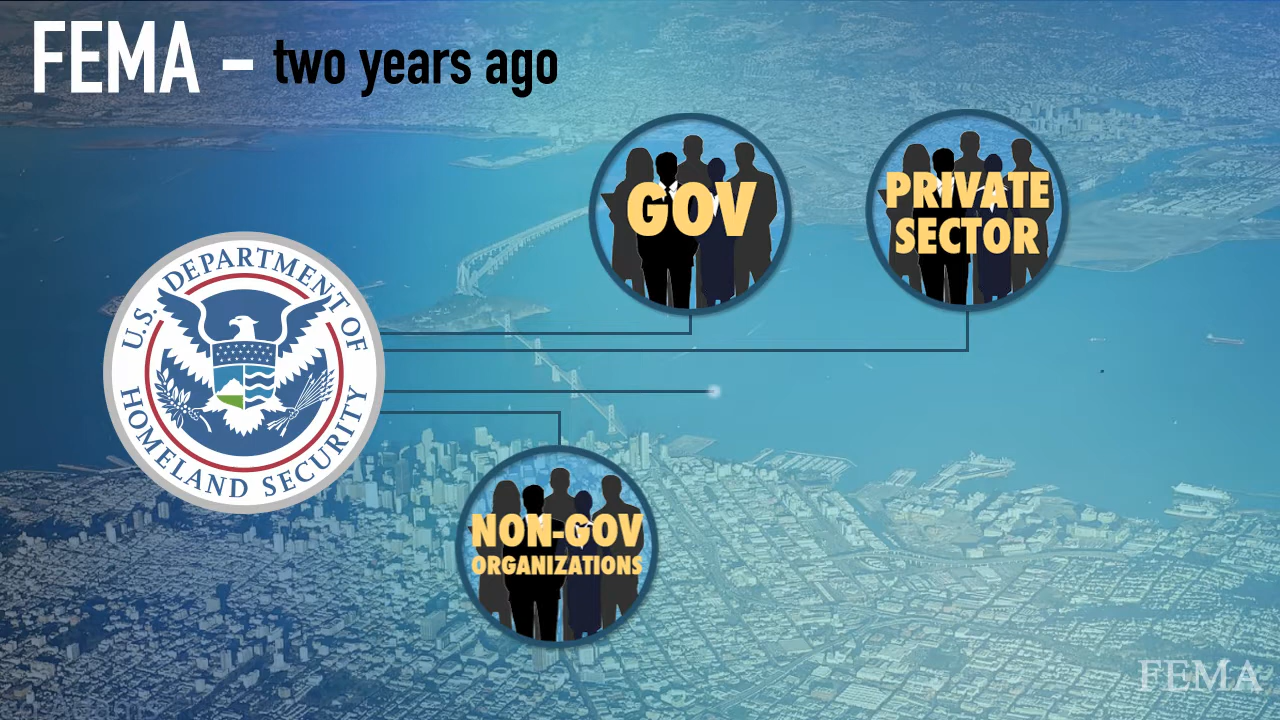 FEMA – two years ago
GOV
PRIVATE
SECTOR
U.S. DEPARTMENT OF
HOMELAND SECURITY
NON-GOV
ORGANIZATIONS
FEMA